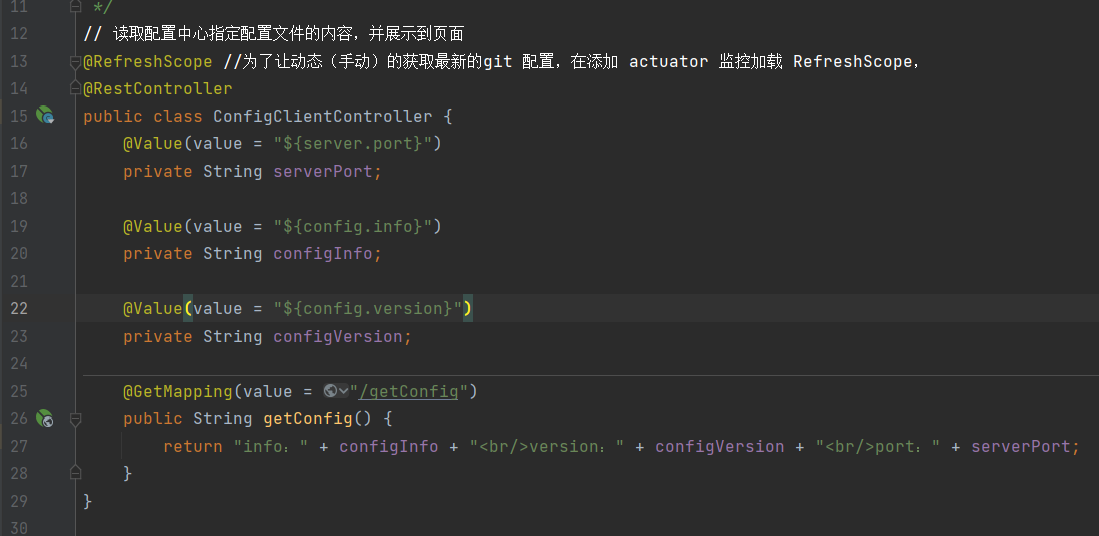 11 */
12 // 读取配置中心指定配置文件的内容，并展示到页面
13 @RefreshScope //为了让动态（手动）的获取最新的git 配置，在添加 actuator 监控加载 RefreshScope，
14 @RestController
15 public class ConfigClientController {
16 @Value(value = "${server.port}")
17 private String serverPort;
18
19 @Value(value = "${config.info}")
20 private String configInfo;
21
22 @Value(value = "${config.version}")
23 private String configVersion;
24
25 @GetMapping(value = "/getConfig")
26 public String getConfig() {
27 return "info：" + configInfo + "<br/>version：" + configVersion + "<br/>port：" + serverPort;
28 }
29 }
30